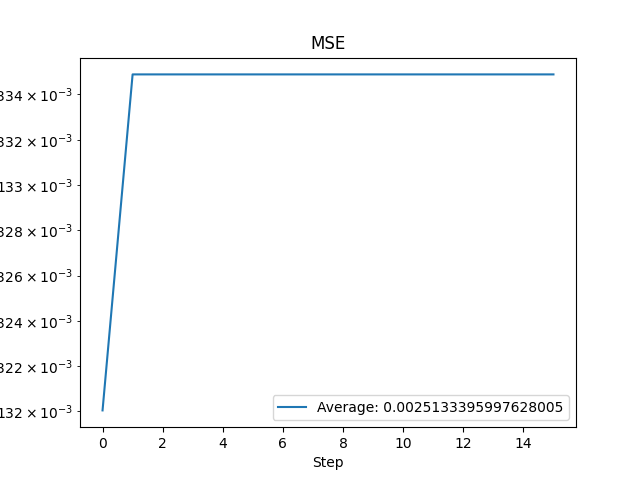 MSE
334 × 10⁻³
332 × 10⁻³
133 × 10⁻³
328 × 10⁻³
326 × 10⁻³
324 × 10⁻³
322 × 10⁻³
132 × 10⁻³
Average: 0.0025133395997628005
0 2 4 6 8 10 12 14
Step